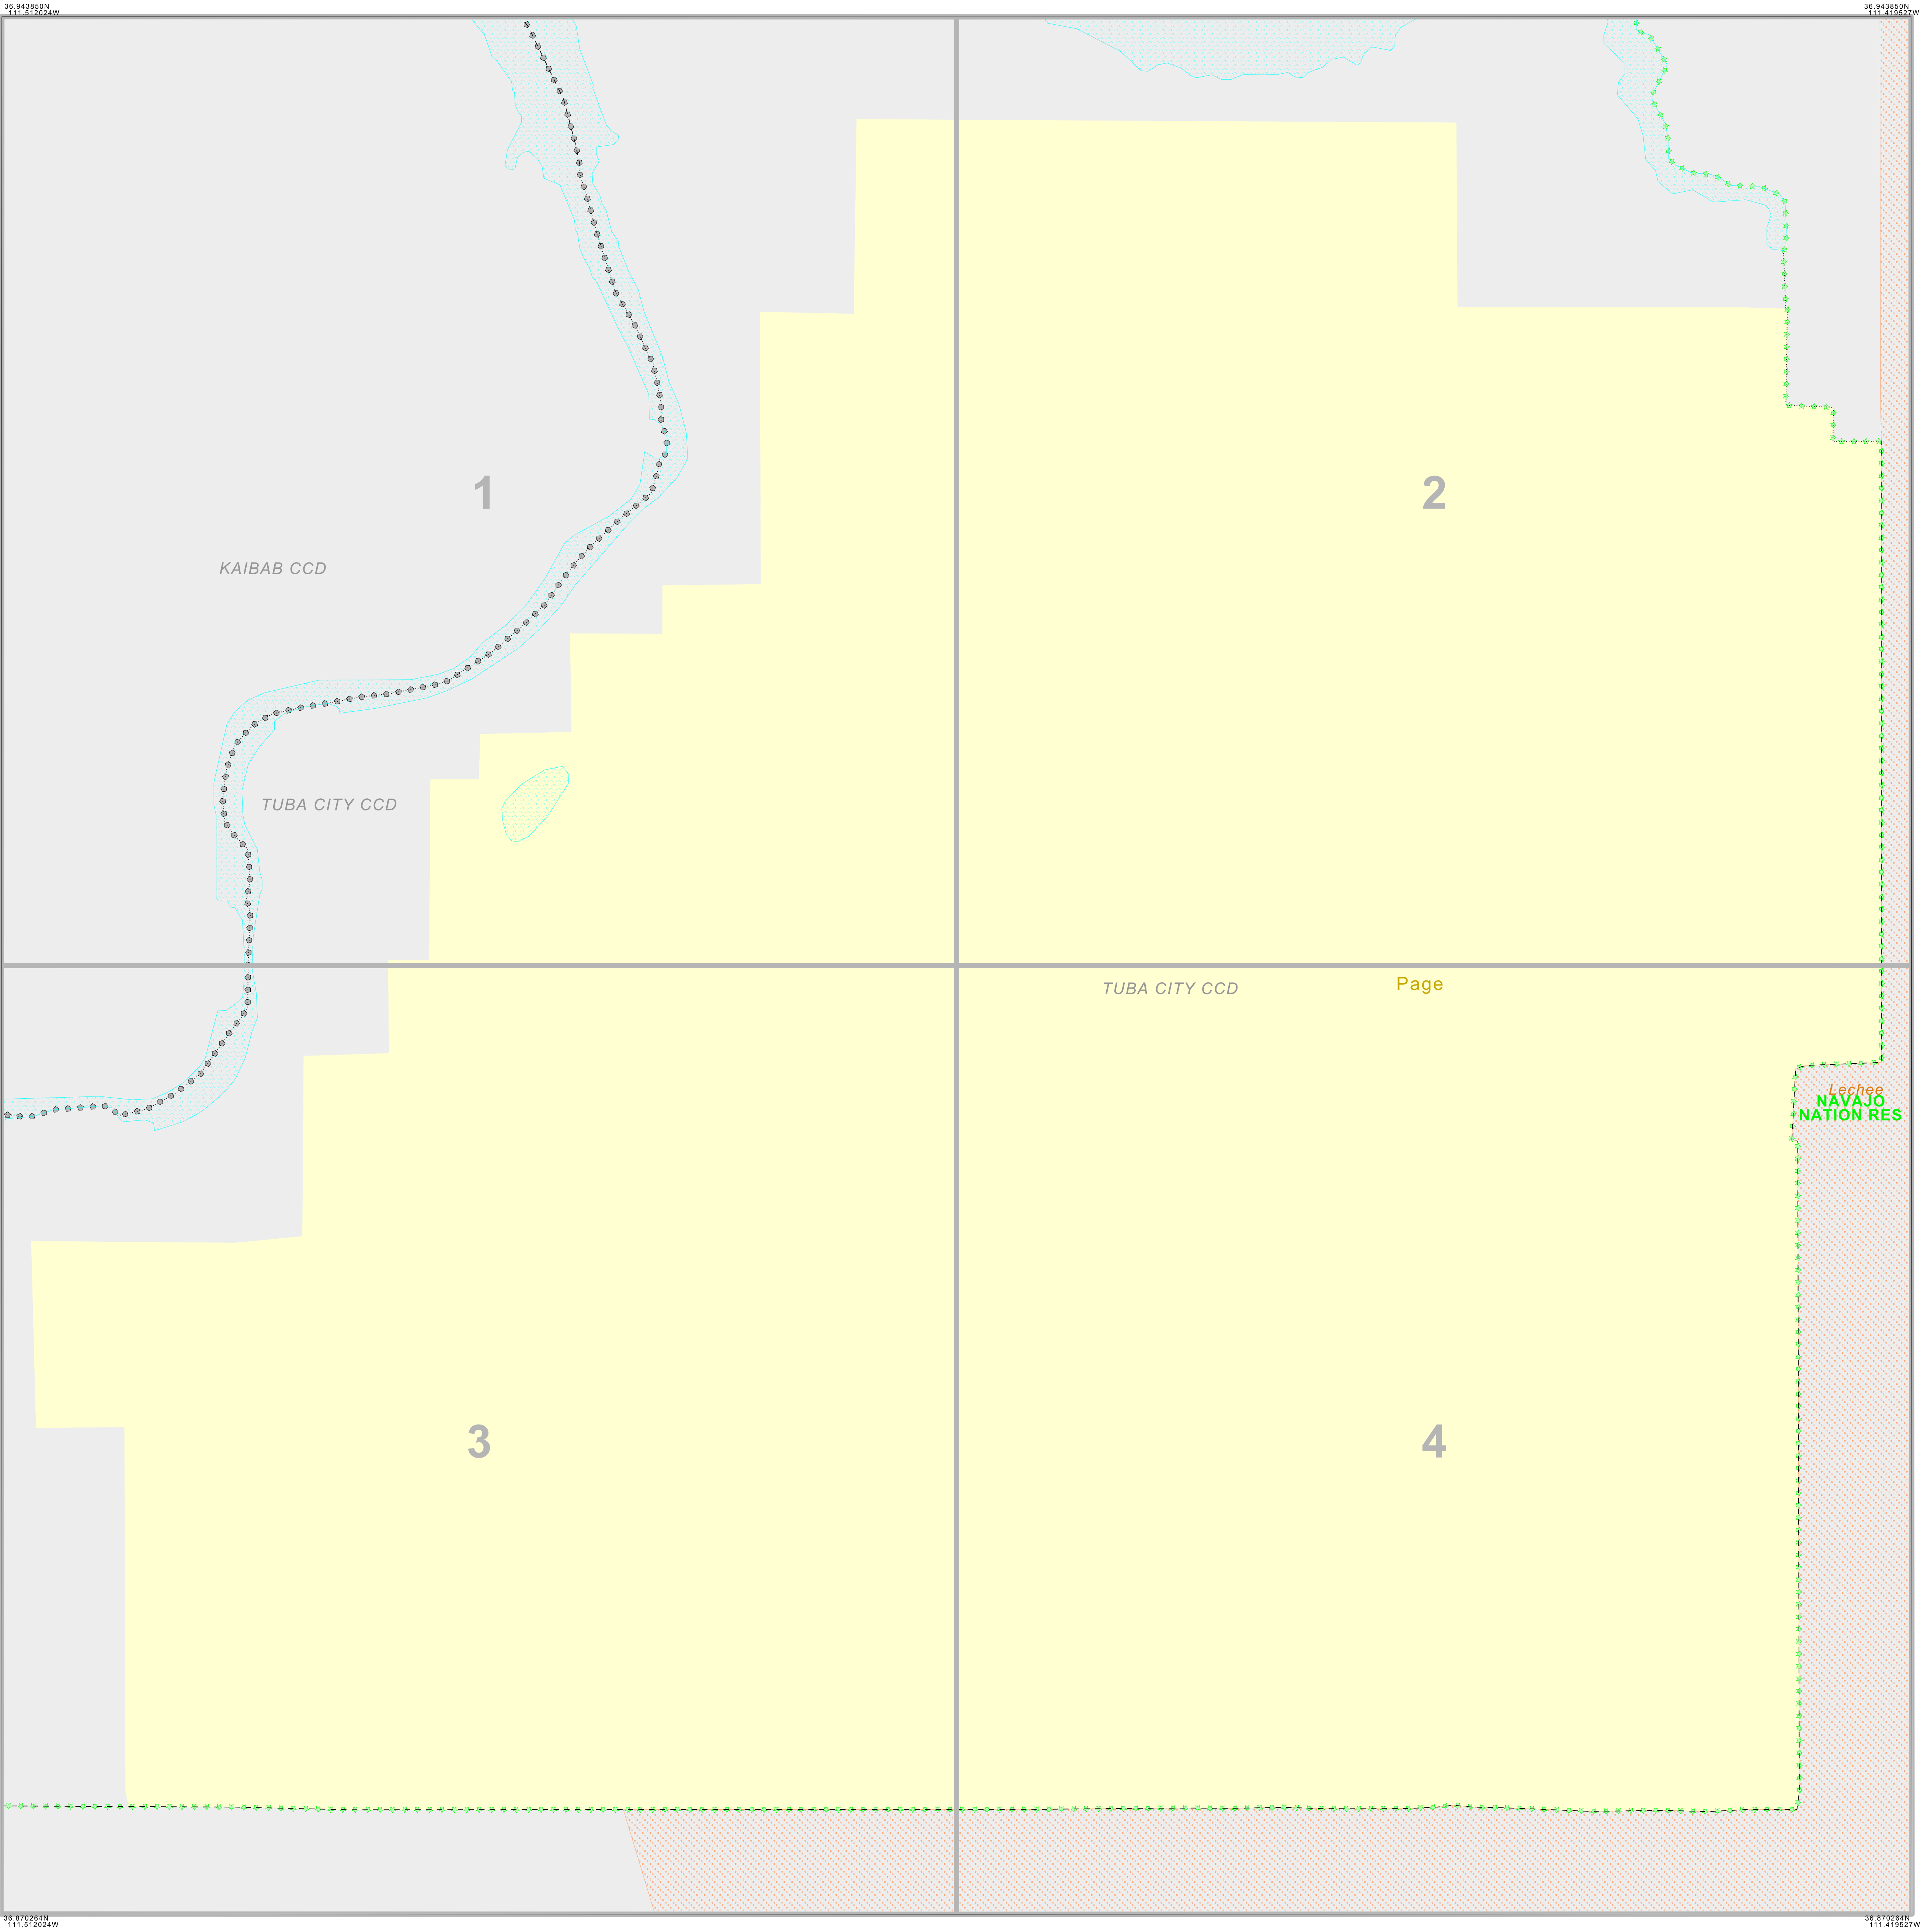 36.943850N
111.512024W
36.943850N
111.419527W
1
2
KAIBAB CCD
TUBA CITY CCD
Page
TUBA CITY CCD
Lechee
NAVAJO
NATION RES
3
4
36.870264N
111.512024W
36.870264N
111.419527W